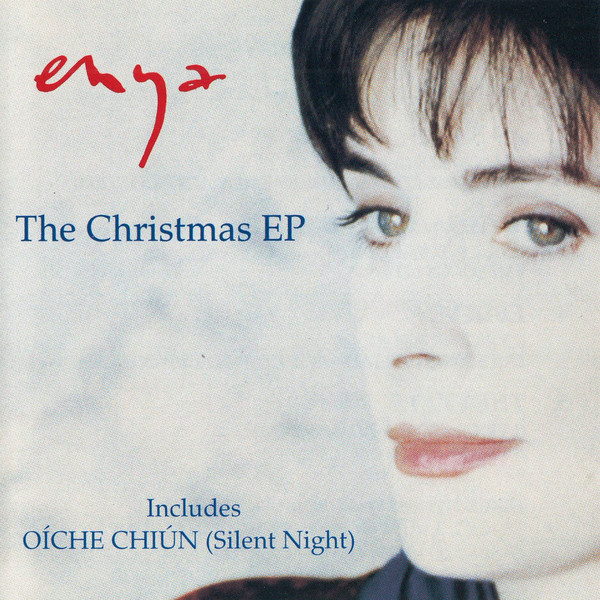 enya
The Christmas EP
Includes
OÍCHE CHIÚN (Silent Night)